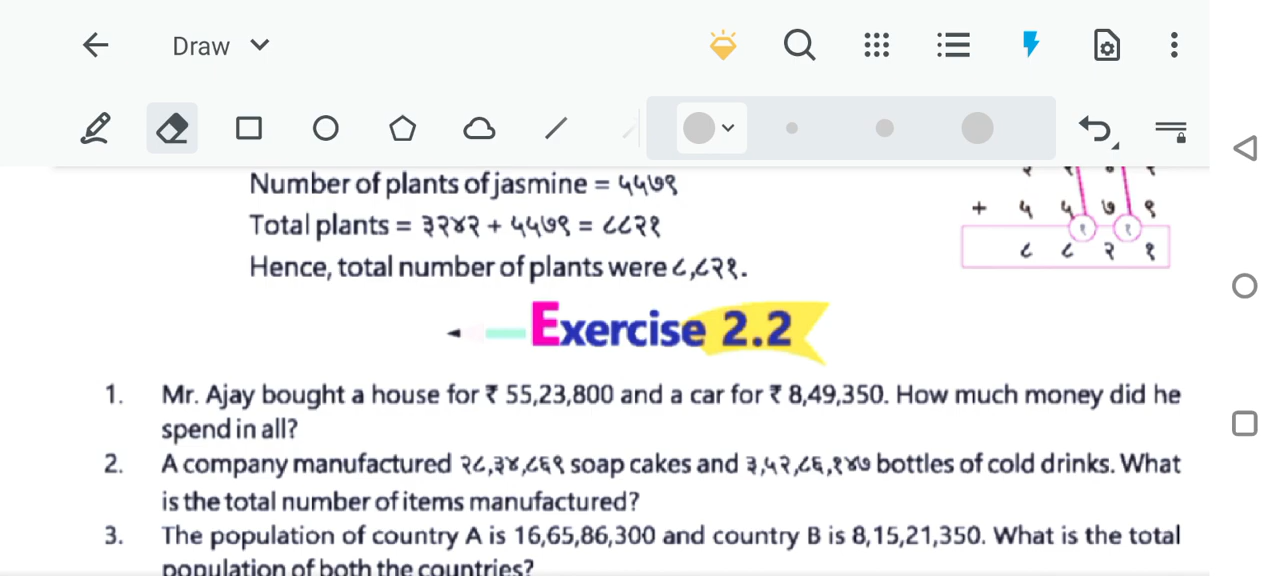 Draw
Number of plants of jasmine = ५५७९
Total plants = ३२४२ + ५५७९ = ८८२१
Hence, total number of plants were ८,८२१.
+ ५ ५ ७ ९
१ १
८ ८ २ १
Exercise 2.2
1. Mr. Ajay bought a house for ₹ 55,23,800 and a car for ₹ 8,49,350. How much money did he
spend in all?
2. A company manufactured २८,३४,८६९ soap cakes and ३,५२,८६,१४७ bottles of cold drinks. What
is the total number of items manufactured?
3. The population of country A is 16,65,86,300 and country B is 8,15,21,350. What is the total
population of both the countries?